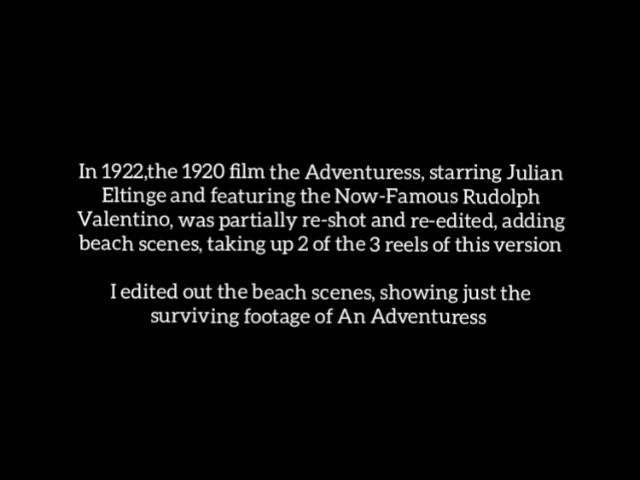 In 1922,the 1920 film the Adventuress, starring Julian
Eltinge and featuring the Now-Famous Rudolph
Valentino, was partially re-shot and re-edited, adding
beach scenes, taking up 2 of the 3 reels of this version
I edited out the beach scenes, showing just the
surviving footage of An Adventuress